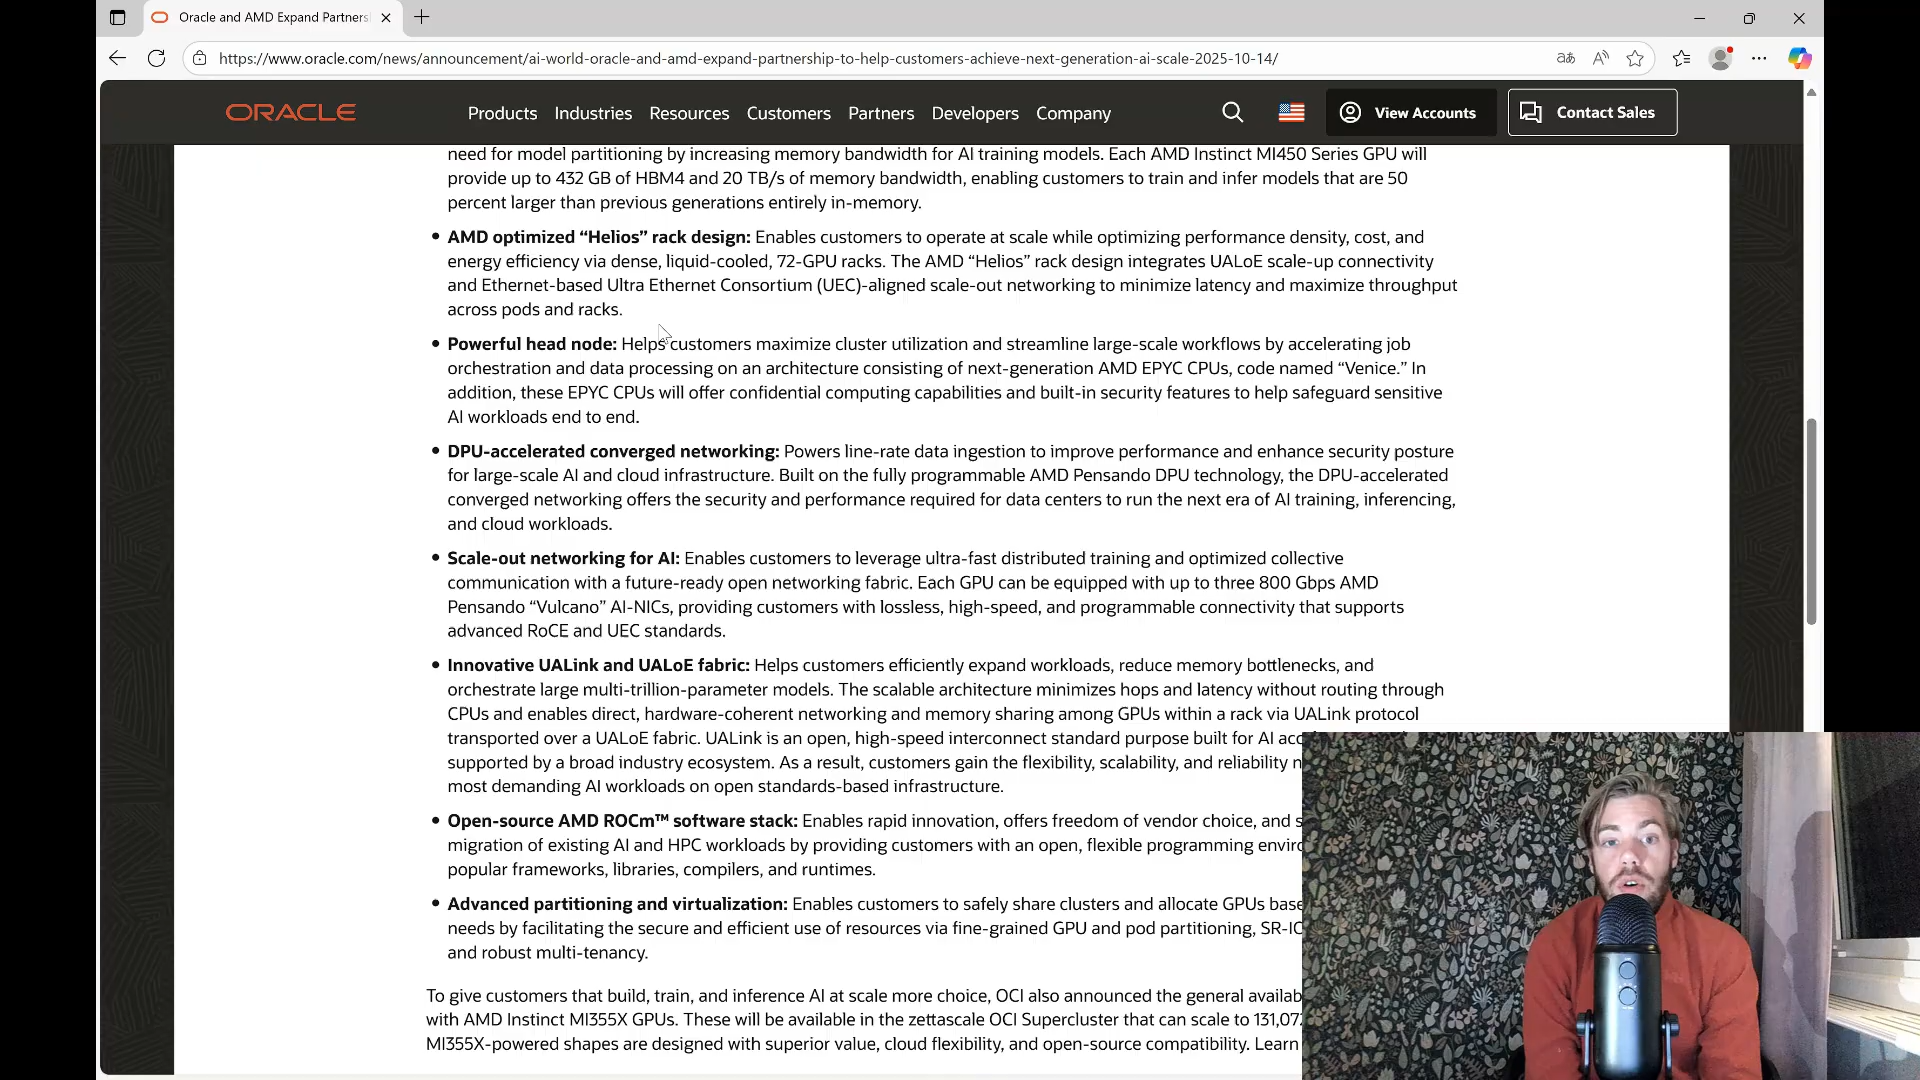 Oracle and AMD Expand Partners
https://www.oracle.com/news/announcement/ai-world-oracle-and-amd-expand-partnership-to-help-customers-achieve-next-generation-ai-scale-2025-10-14/
ORACLE
Products Industries Resources Customers Partners Developers Company
View Accounts
Contact Sales
need for model partitioning by increasing memory bandwidth for AI training models. Each AMD Instinct MI450 Series GPU will
provide up to 432 GB of HBM4 and 20 TB/s of memory bandwidth, enabling customers to train and infer models that are 50
percent larger than previous generations entirely in-memory.
• AMD optimized “Helios” rack design: Enables customers to operate at scale while optimizing performance density, cost, and
energy efficiency via dense, liquid-cooled, 72-GPU racks. The AMD “Helios” rack design integrates UALoE scale-up connectivity
and Ethernet-based Ultra Ethernet Consortium (UEC)-aligned scale-out networking to minimize latency and maximize throughput
across pods and racks.
• Powerful head node: Helps customers maximize cluster utilization and streamline large-scale workflows by accelerating job
orchestration and data processing on an architecture consisting of next-generation AMD EPYC CPUs, code named “Venice.” In
addition, these EPYC CPUs will offer confidential computing capabilities and built-in security features to help safeguard sensitive
AI workloads end to end.
• DPU-accelerated converged networking: Powers line-rate data ingestion to improve performance and enhance security posture
for large-scale AI and cloud infrastructure. Built on the fully programmable AMD Pensando DPU technology, the DPU-accelerated
converged networking offers the security and performance required for data centers to run the next era of AI training, inferencing,
and cloud workloads.
• Scale-out networking for AI: Enables customers to leverage ultra-fast distributed training and optimized collective
communication with a future-ready open networking fabric. Each GPU can be equipped with up to three 800 Gbps AMD
Pensando “Vulcano” AI-NICs, providing customers with lossless, high-speed, and programmable connectivity that supports
advanced RoCE and UEC standards.
• Innovative UALink and UALoE fabric: Helps customers efficiently expand workloads, reduce memory bottlenecks, and
orchestrate large multi-trillion-parameter models. The scalable architecture minimizes hops and latency without routing through
CPUs and enables direct, hardware-coherent networking and memory sharing among GPUs within a rack via UALink protocol
transported over a UALoE fabric. UALink is an open, high-speed interconnect standard purpose built for AI
supported by a broad industry ecosystem. As a result, customers gain the flexibility, scalability, and reliability
most demanding AI workloads on open standards-based infrastructure.
• Open-source AMD ROCm™ software stack: Enables rapid innovation, offers freedom of vendor choice, and
migration of existing AI and HPC workloads by providing customers with an open, flexible programming
popular frameworks, libraries, compilers, and runtimes.
• Advanced partitioning and virtualization: Enables customers to safely share clusters and allocate GPUs
needs by facilitating the secure and efficient use of resources via fine-grained GPU and pod partitioning,
and robust multi-tenancy.
To give customers that build, train, and inference AI at scale more choice, OCI also announced the general
with AMD Instinct MI355X GPUs. These will be available in the zettascale OCI Supercluster that can scale to
MI355X-powered shapes are designed with superior value, cloud flexibility, and open-source compatibility. Learn